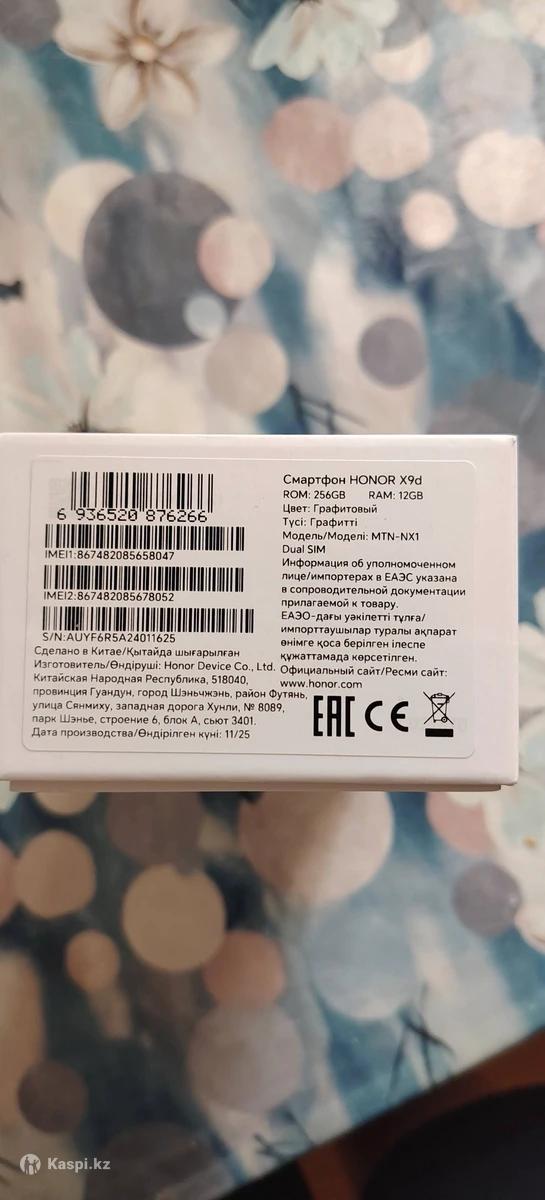 6 936520 876266
IMEI1:867482085658047
IMEI2:867482085678052
S/N:AUYF6R5A24011625
Сделано в Китае/Қытайда шығарылған
Изготовитель/Өндіруші: Honor Device Co., Ltd.
Китайская Народная Республика, 518040,
провинция Гуандун, город Шэньчжэнь, район Футянь,
улица Сянмиху, западная дорога Хунли, № 8089,
парк Шэнье, строение 6, блок А, сьют 3401.
Дата производства/Өндірілген күні: 11/25
Смартфон HONOR X9d
ROM: 256GB RAM: 12GB
Цвет: Графитовый
Түсі: Графитті
Модель/Моделі: MTN-NX1
Dual SIM
Информация об уполномоченном
лице/импортерах в ЕАЭС указана
в сопроводительной документации
прилагаемой к товару.
ЕАЭО-дағы уәкілетті тұлға/
импорттаушылар туралы ақпарат
өнімге қоса берілген ілеспе
құжаттамада көрсетілген.
Официальный сайт/Ресми сайт:
www.honor.com
EAC CE
Kaspi.kz